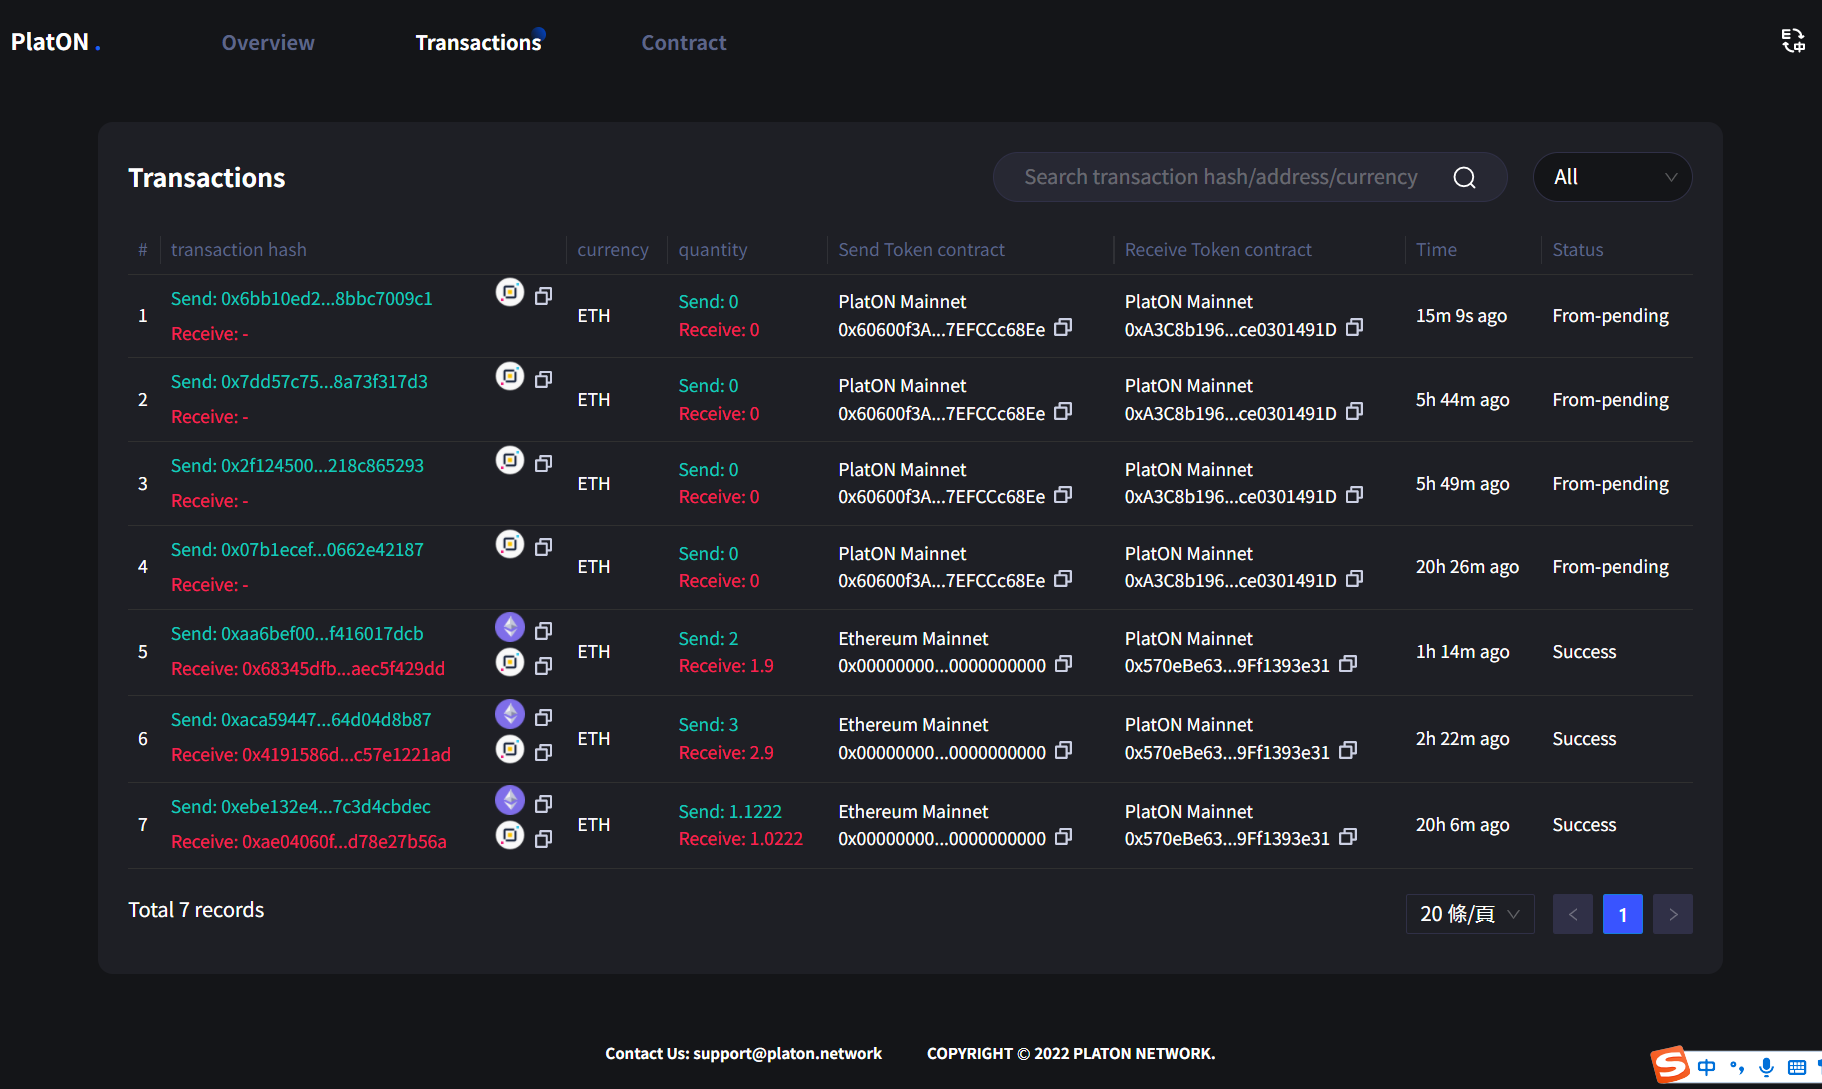 PlatON .
Overview
Transactions
Contract
Transactions
Search transaction hash/address/currency
All
# transaction hash currency quantity Send Token contract Receive Token contract Time Status
1
Send: 0x6bb10ed2...8bbc7009c1
Receive: -
ETH
Send: 0
Receive: 0
PlatON Mainnet
0x60600f3A...7EFCCc68Ee
PlatON Mainnet
0xA3C8b196...ce0301491D
15m 9s ago
From-pending
2
Send: 0x7dd57c75...8a73f317d3
Receive: -
ETH
Send: 0
Receive: 0
PlatON Mainnet
0x60600f3A...7EFCCc68Ee
PlatON Mainnet
0xA3C8b196...ce0301491D
5h 44m ago
From-pending
3
Send: 0x2f124500...218c865293
Receive: -
ETH
Send: 0
Receive: 0
PlatON Mainnet
0x60600f3A...7EFCCc68Ee
PlatON Mainnet
0xA3C8b196...ce0301491D
5h 49m ago
From-pending
4
Send: 0x07b1ecef...0662e42187
Receive: -
ETH
Send: 0
Receive: 0
PlatON Mainnet
0x60600f3A...7EFCCc68Ee
PlatON Mainnet
0xA3C8b196...ce0301491D
20h 26m ago
From-pending
5
Send: 0xaa6bef00...f416017dcb
Receive: 0x68345dfb...aec5f429dd
ETH
Send: 2
Receive: 1.9
Ethereum Mainnet
0x00000000...0000000000
PlatON Mainnet
0x570eBe63...9Ff1393e31
1h 14m ago
Success
6
Send: 0xaca59447...64d04d8b87
Receive: 0x4191586d...c57e1221ad
ETH
Send: 3
Receive: 2.9
Ethereum Mainnet
0x00000000...0000000000
PlatON Mainnet
0x570eBe63...9Ff1393e31
2h 22m ago
Success
7
Send: 0xebe132e4...7c3d4cbdec
Receive: 0xae04060f...d78e27b56a
ETH
Send: 1.1222
Receive: 1.0222
Ethereum Mainnet
0x00000000...0000000000
PlatON Mainnet
0x570eBe63...9Ff1393e31
20h 6m ago
Success
Total 7 records
20 條/頁
< 1 >
Contact Us: support@platon.network
COPYRIGHT © 2022 PLATON NETWORK.
S 中